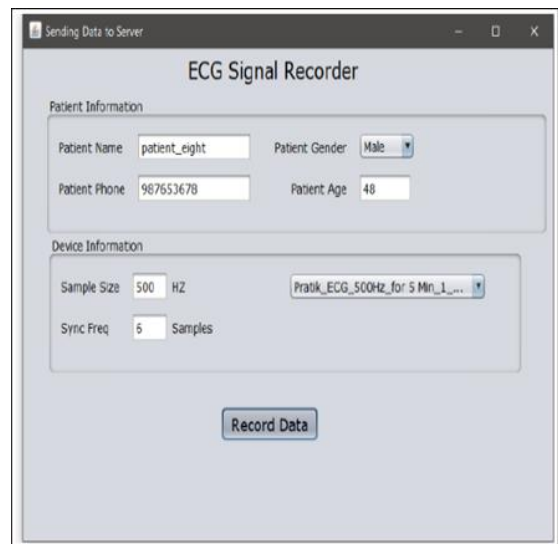 Sending Data to Server
ECG Signal Recorder
Patient Information
Patient Name patient_eight Patient Gender Male
Patient Phone 987653678 Patient Age 48
Device Information
Sample Size 500 HZ Pratik_ECG_500Hz_for 5 Min_1_...
Sync Freq 6 Samples
Record Data